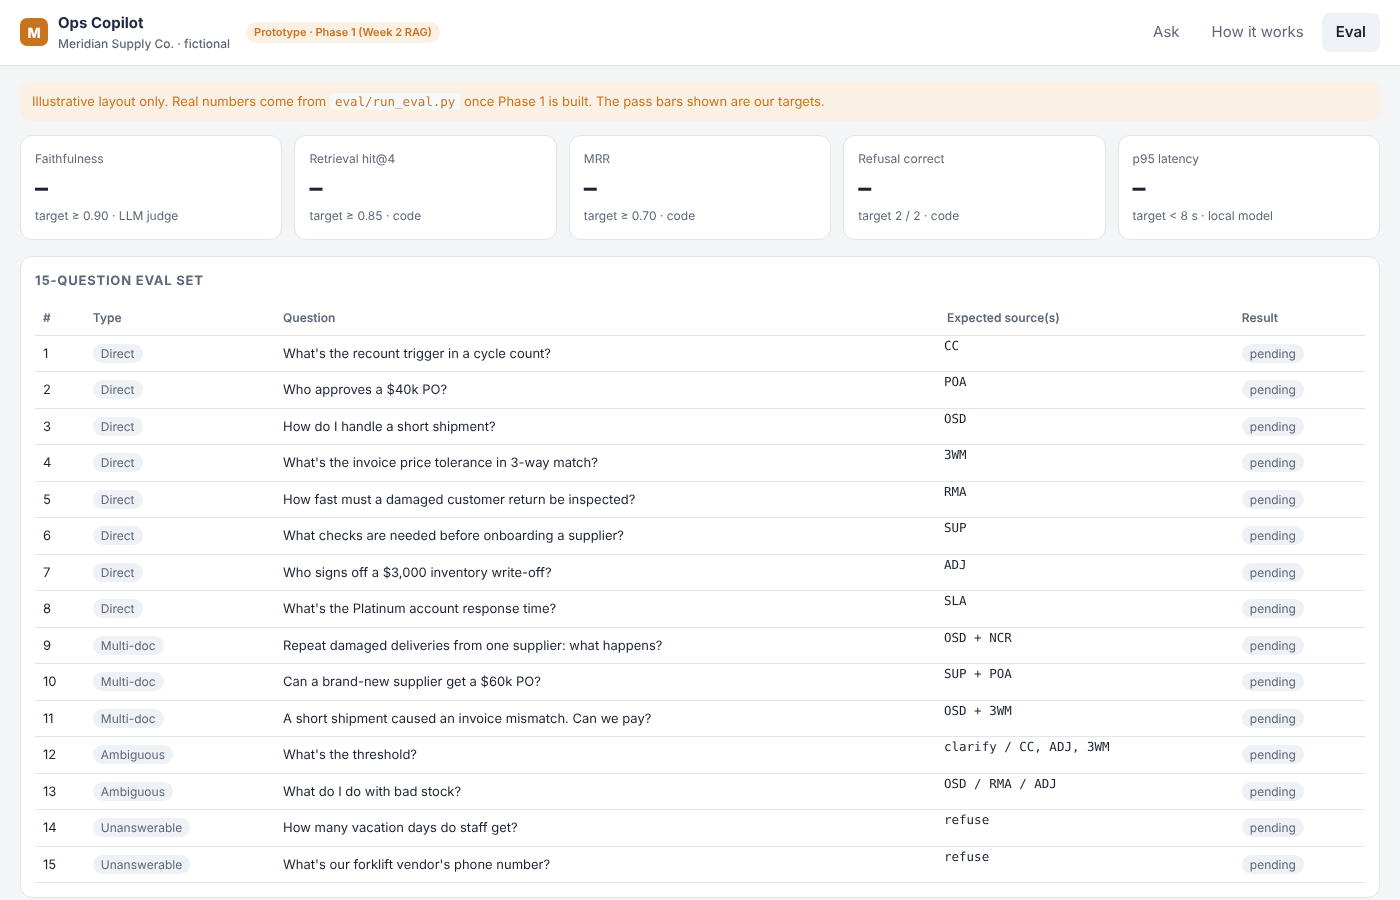 M
Ops Copilot
Meridian Supply Co. · fictional
Prototype · Phase 1 (Week 2 RAG)
Ask
How it works
Eval
Illustrative layout only. Real numbers come from eval/run_eval.py once Phase 1 is built. The pass bars shown are our targets.
Faithfulness
–
target ≥ 0.90 · LLM judge
Retrieval hit@4
–
target ≥ 0.85 · code
MRR
–
target ≥ 0.70 · code
Refusal correct
–
target 2 / 2 · code
p95 latency
–
target < 8 s · local model
15-QUESTION EVAL SET
# Type Question Expected source(s) Result
1 Direct What's the recount trigger in a cycle count? CC pending
2 Direct Who approves a $40k PO? POA pending
3 Direct How do I handle a short shipment? OSD pending
4 Direct What's the invoice price tolerance in 3-way match? 3WM pending
5 Direct How fast must a damaged customer return be inspected? RMA pending
6 Direct What checks are needed before onboarding a supplier? SUP pending
7 Direct Who signs off a $3,000 inventory write-off? ADJ pending
8 Direct What's the Platinum account response time? SLA pending
9 Multi-doc Repeat damaged deliveries from one supplier: what happens? OSD + NCR pending
10 Multi-doc Can a brand-new supplier get a $60k PO? SUP + POA pending
11 Multi-doc A short shipment caused an invoice mismatch. Can we pay? OSD + 3WM pending
12 Ambiguous What's the threshold? clarify / CC, ADJ, 3WM pending
13 Ambiguous What do I do with bad stock? OSD / RMA / ADJ pending
14 Unanswerable How many vacation days do staff get? refuse pending
15 Unanswerable What's our forklift vendor's phone number? refuse pending